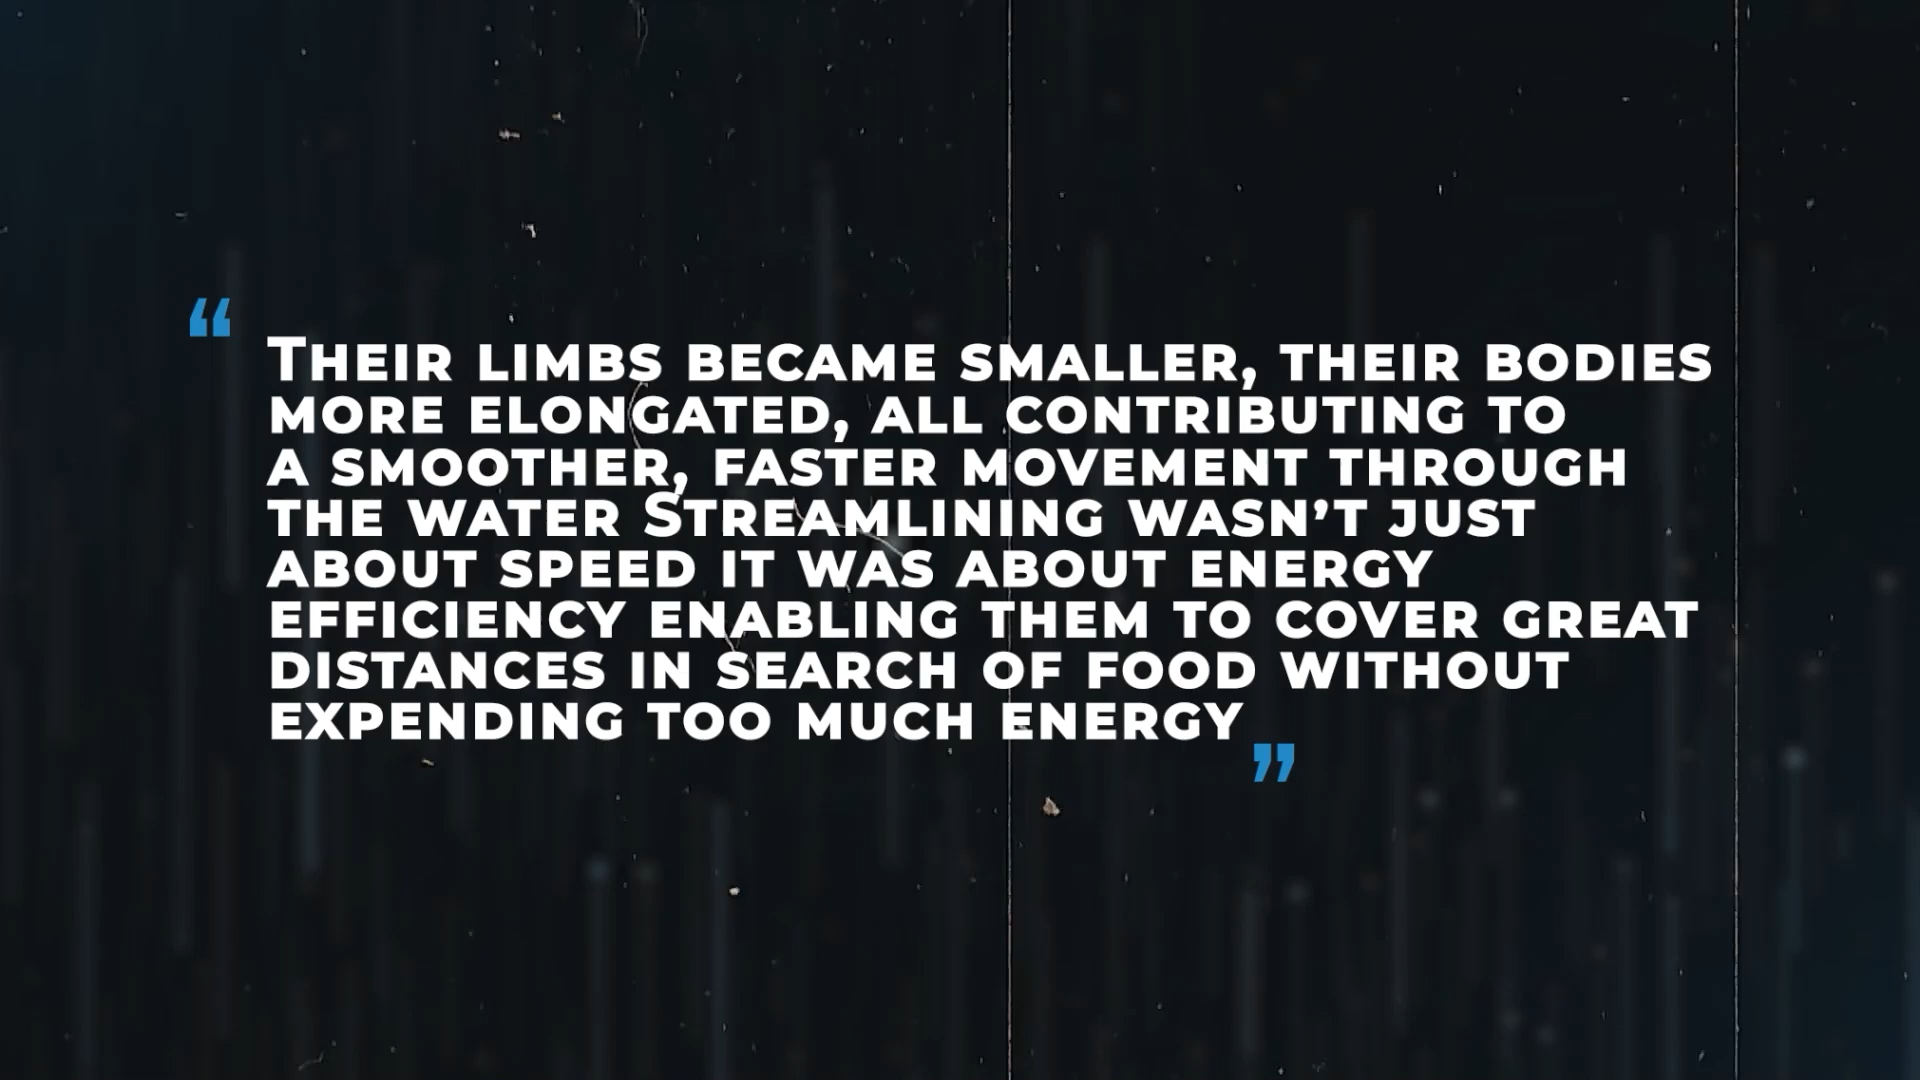 “Their limbs became smaller, their bodies
more elongated, all contributing to
a smoother, faster movement through
the water Streamlining wasn’t just
about speed it was about energy
efficiency enabling them to cover great
distances in search of food without
expending too much energy”